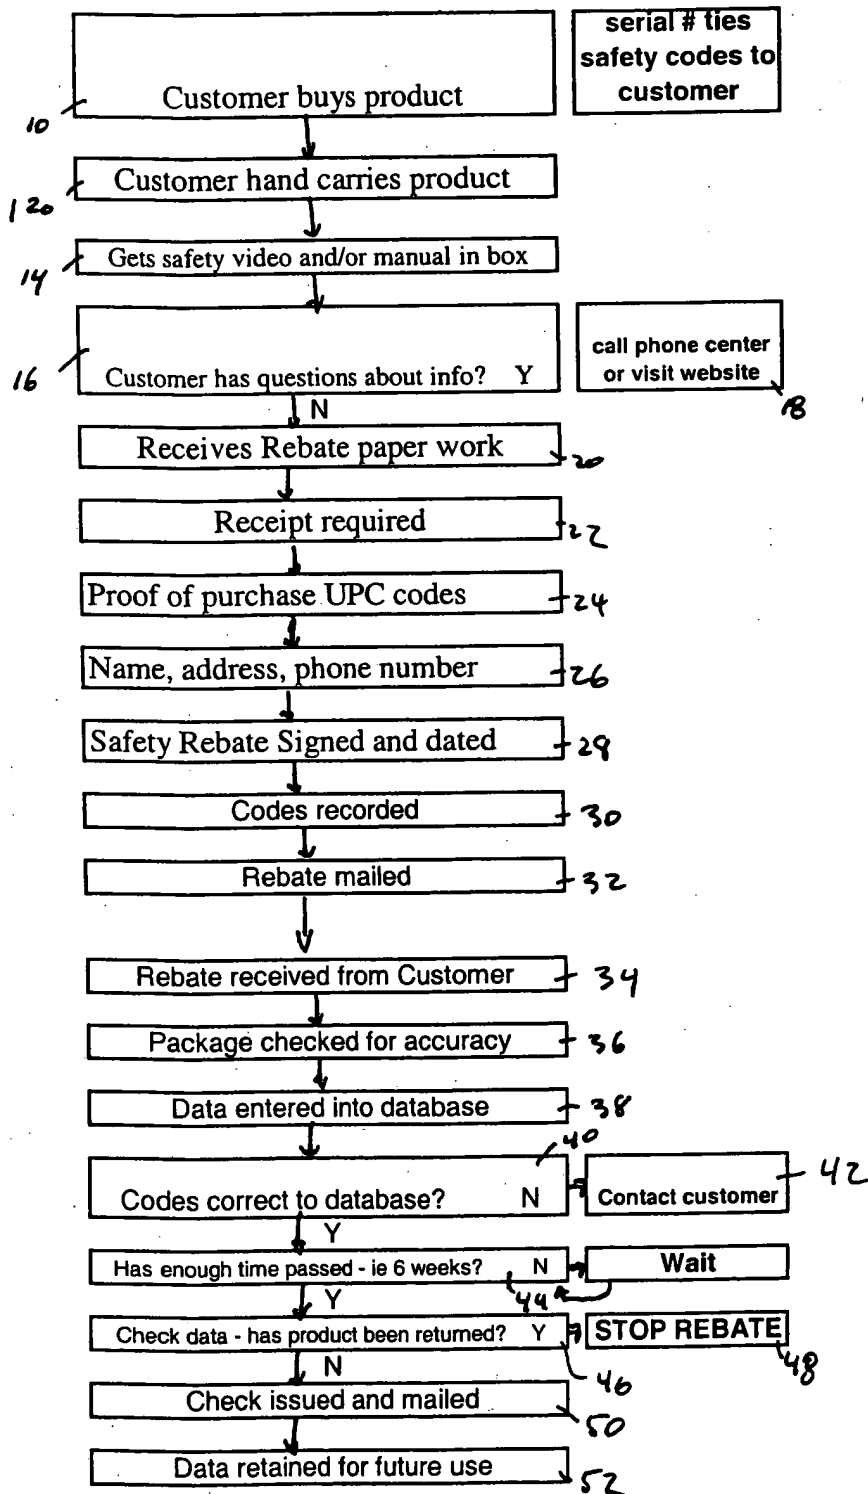 serial # ties
safety codes to
customer
Customer buys product
10
Customer hand carries product
120
Gets safety video and/or manual in box
14
Customer has questions about info? Y
16
call phone center
or visit website
18
N
Receives Rebate paper work
20
Receipt required
22
Proof of purchase UPC codes
24
Name, address, phone number
26
Safety Rebate Signed and dated
28
Codes recorded
30
Rebate mailed
32
Rebate received from Customer
34
Package checked for accuracy
36
Data entered into database
38
40
Codes correct to database? N
Contact customer
42
Y
Has enough time passed - ie 6 weeks? N
Wait
44
Y
Check data - has product been returned? Y
STOP REBATE
46
48
N
Check issued and mailed
50
Data retained for future use
52